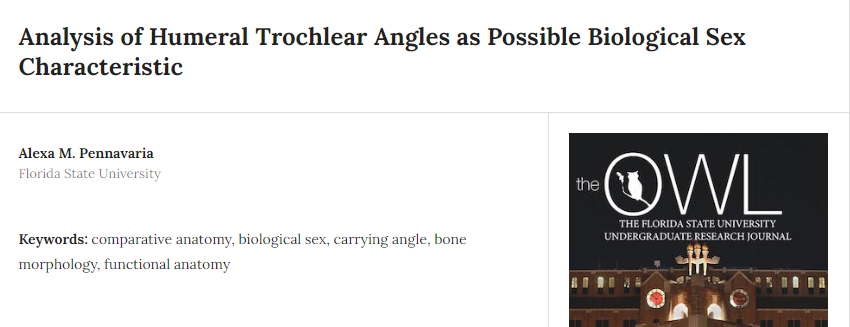 Analysis of Humeral Trochlear Angles as Possible Biological Sex
Characteristic
Alexa M. Pennavaria
Florida State University
Keywords: comparative anatomy, biological sex, carrying angle, bone
morphology, functional anatomy
the OWL
THE FLORIDA STATE UNIVERSITY
UNDERGRADUATE RESEARCH JOURNAL